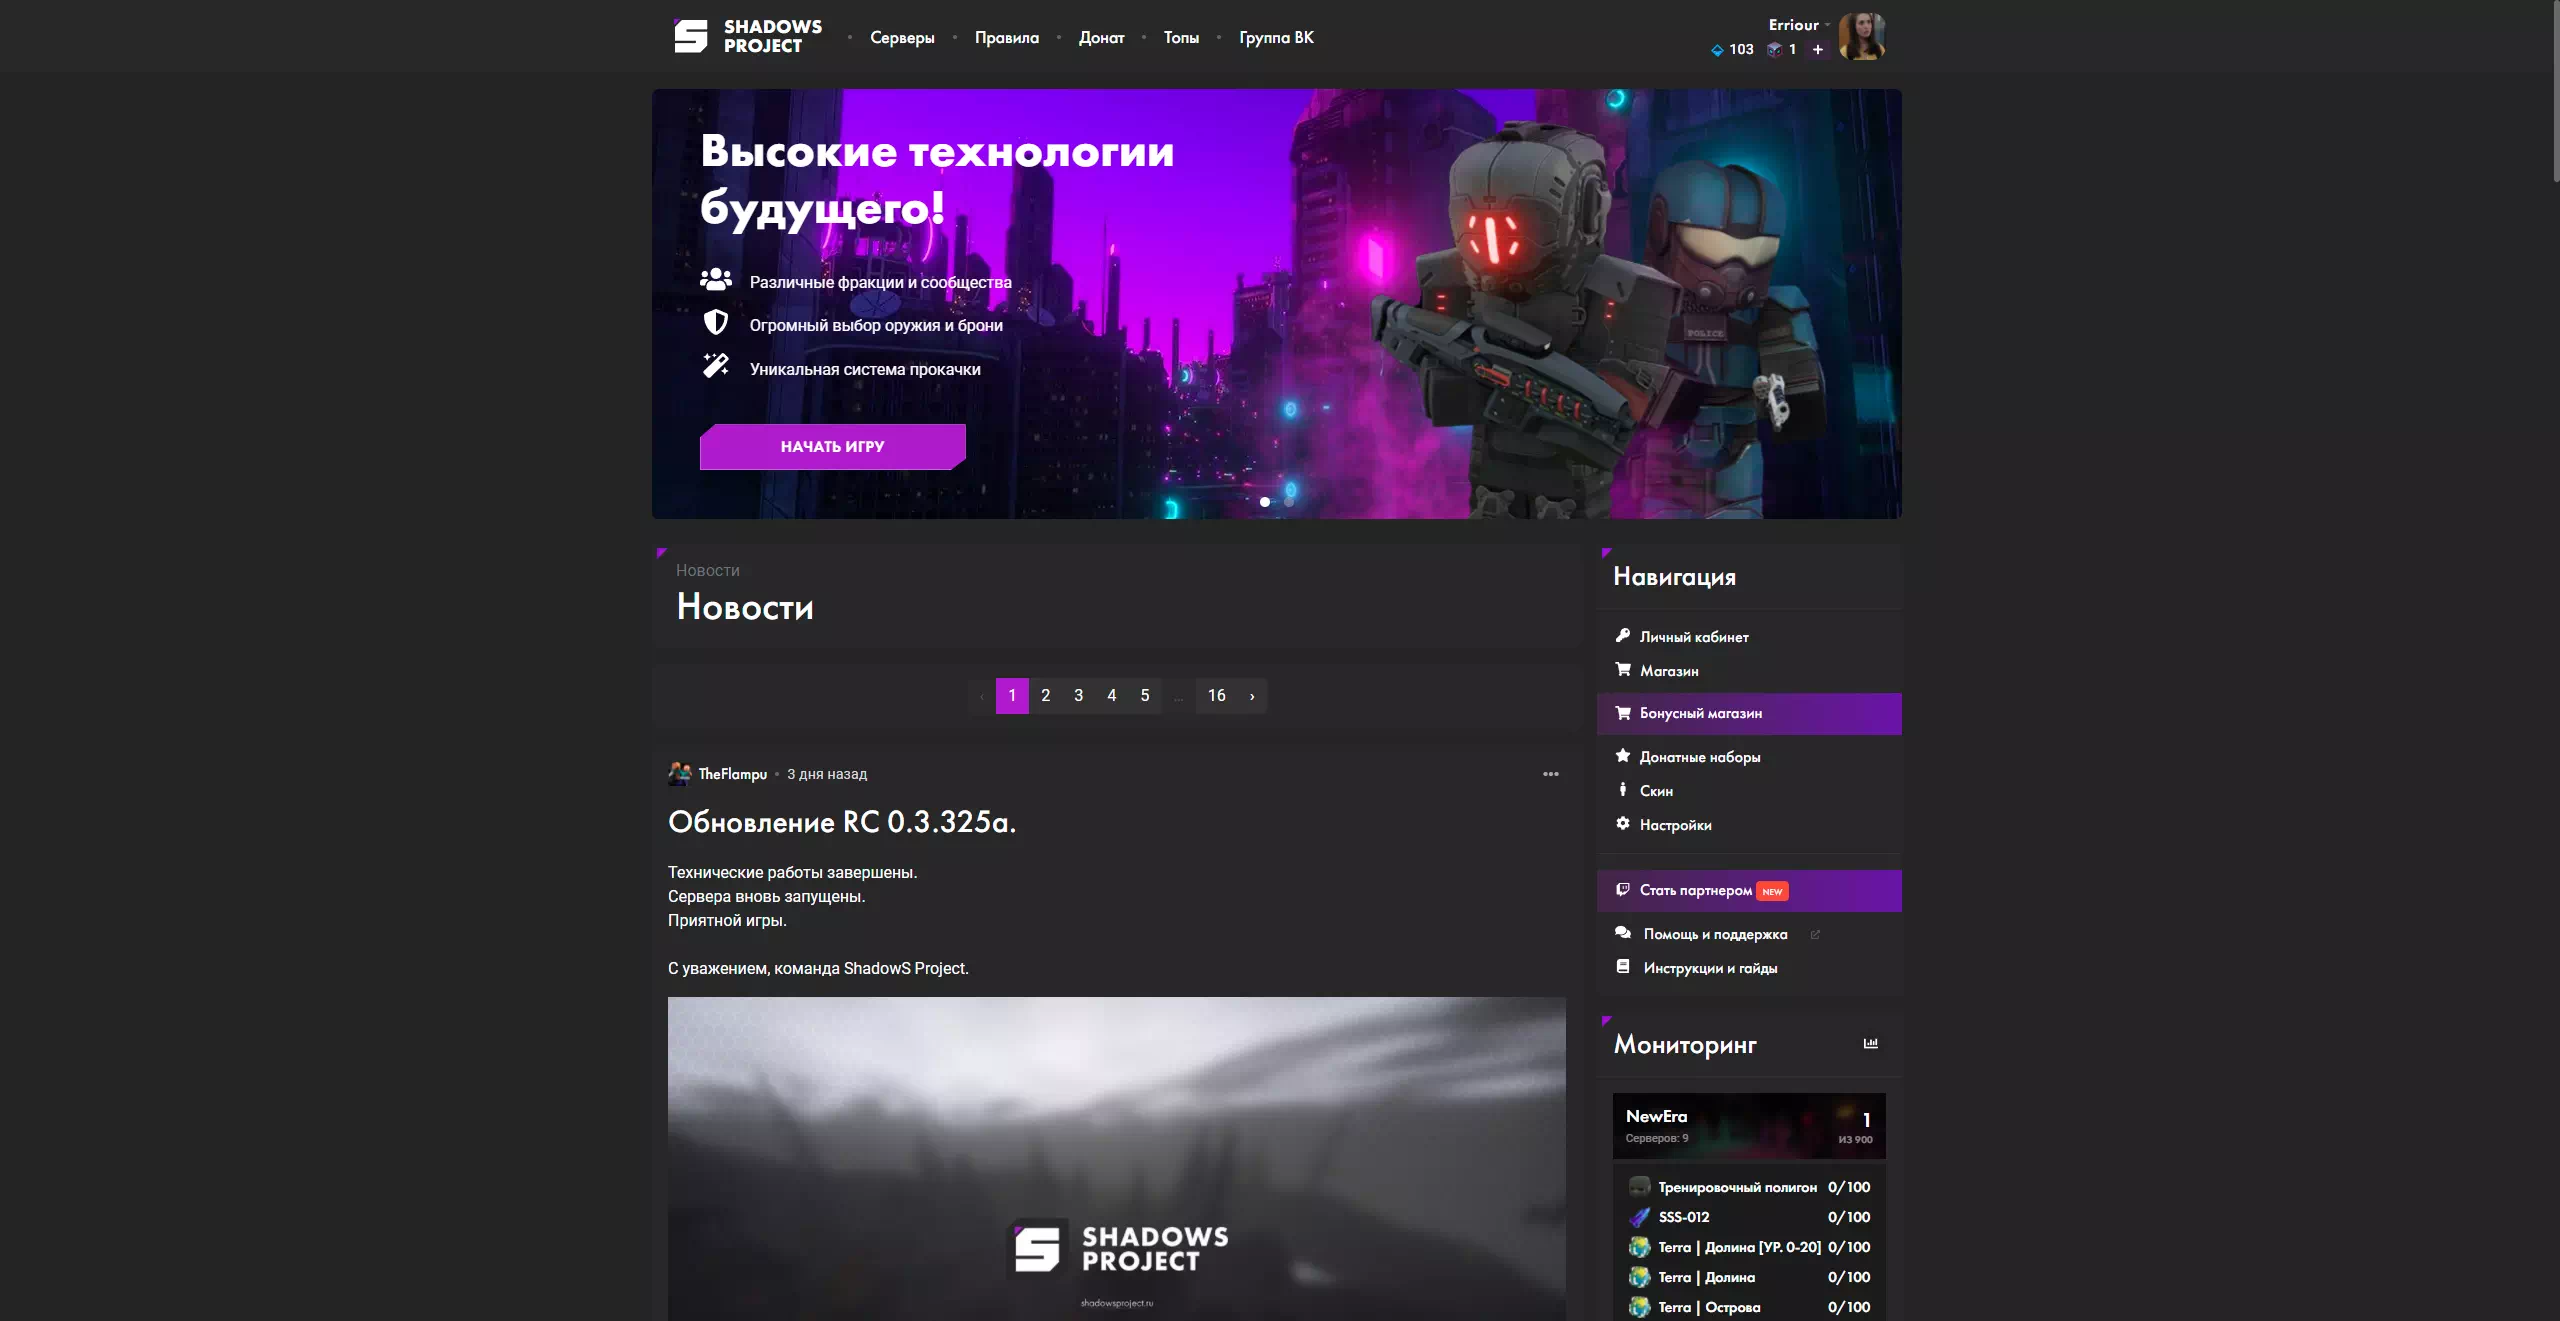 SHADOWS
PROJECT
Серверы
Правила
Донат
Топы
Группа ВК
Erriour
103
1
+
Высокие технологии
будущего!
Различные фракции и сообщества
Огромный выбор оружия и брони
Уникальная система прокачки
НАЧАТЬ ИГРУ
POLICE
Новости
Новости
‹ 1 2 3 4 5 ... 16 ›
TheFlampu • 3 дня назад
Обновление RC 0.3.325a.
Технические работы завершены.
Сервера вновь запущены.
Приятной игры.
С уважением, команда ShadowS Project.
SHADOWS
PROJECT
shadowsproject.ru
Навигация
Личный кабинет
Магазин
Бонусный магазин
Донатные наборы
Скин
Настройки
Стать партнером NEW
Помощь и поддержка
Инструкции и гайды
Мониторинг
NewEra
1
Серверов: 9
ИЗ 900
Тренировочный полигон 0/100
SSS-012 0/100
Terra | Долина [УР. 0-20] 0/100
Terra | Долина 0/100
Terra | Острова 0/100